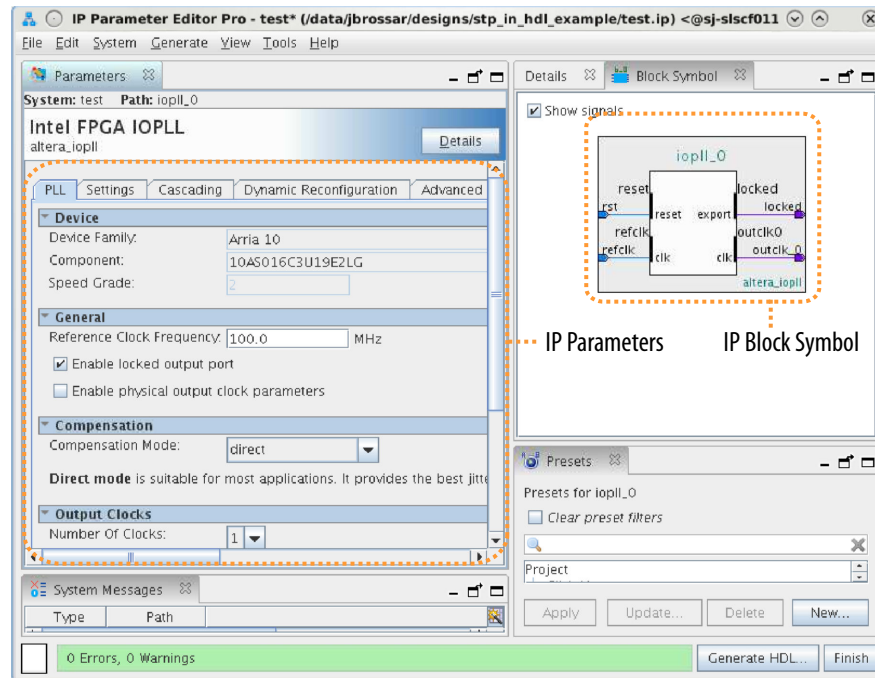 IP Parameter Editor Pro - test* (/data/jbrossar/designs/stp_in_hdl_example/test.ip) <@sj-slscf011
File Edit System Generate View Tools Help
Parameters
System: test Path: iopll_0
Intel FPGA IOPLL
altera_iopll
Details
PLL Settings Cascading Dynamic Reconfiguration Advanced
Device
Device Family: Arria 10
Component: 10AS016C3U19E2LG
Speed Grade: 2
General
Reference Clock Frequency: 100.0 MHz
Enable locked output port
Enable physical output clock parameters
Compensation
Compensation Mode: direct
Direct mode is suitable for most applications. It provides the best jitte
Output Clocks
Number Of Clocks: 1
System Messages
Type Path
0 Errors, 0 Warnings
Details Block Symbol
Show signals
iopll_0
reset locked
rst locked
reset export
refclk outclk0
refclk outclk_0
clk clk
altera_iopll
IP Parameters IP Block Symbol
Presets
Presets for iopll_0
Clear preset filters
Project
Apply Update... Delete New...
Generate HDL... Finish